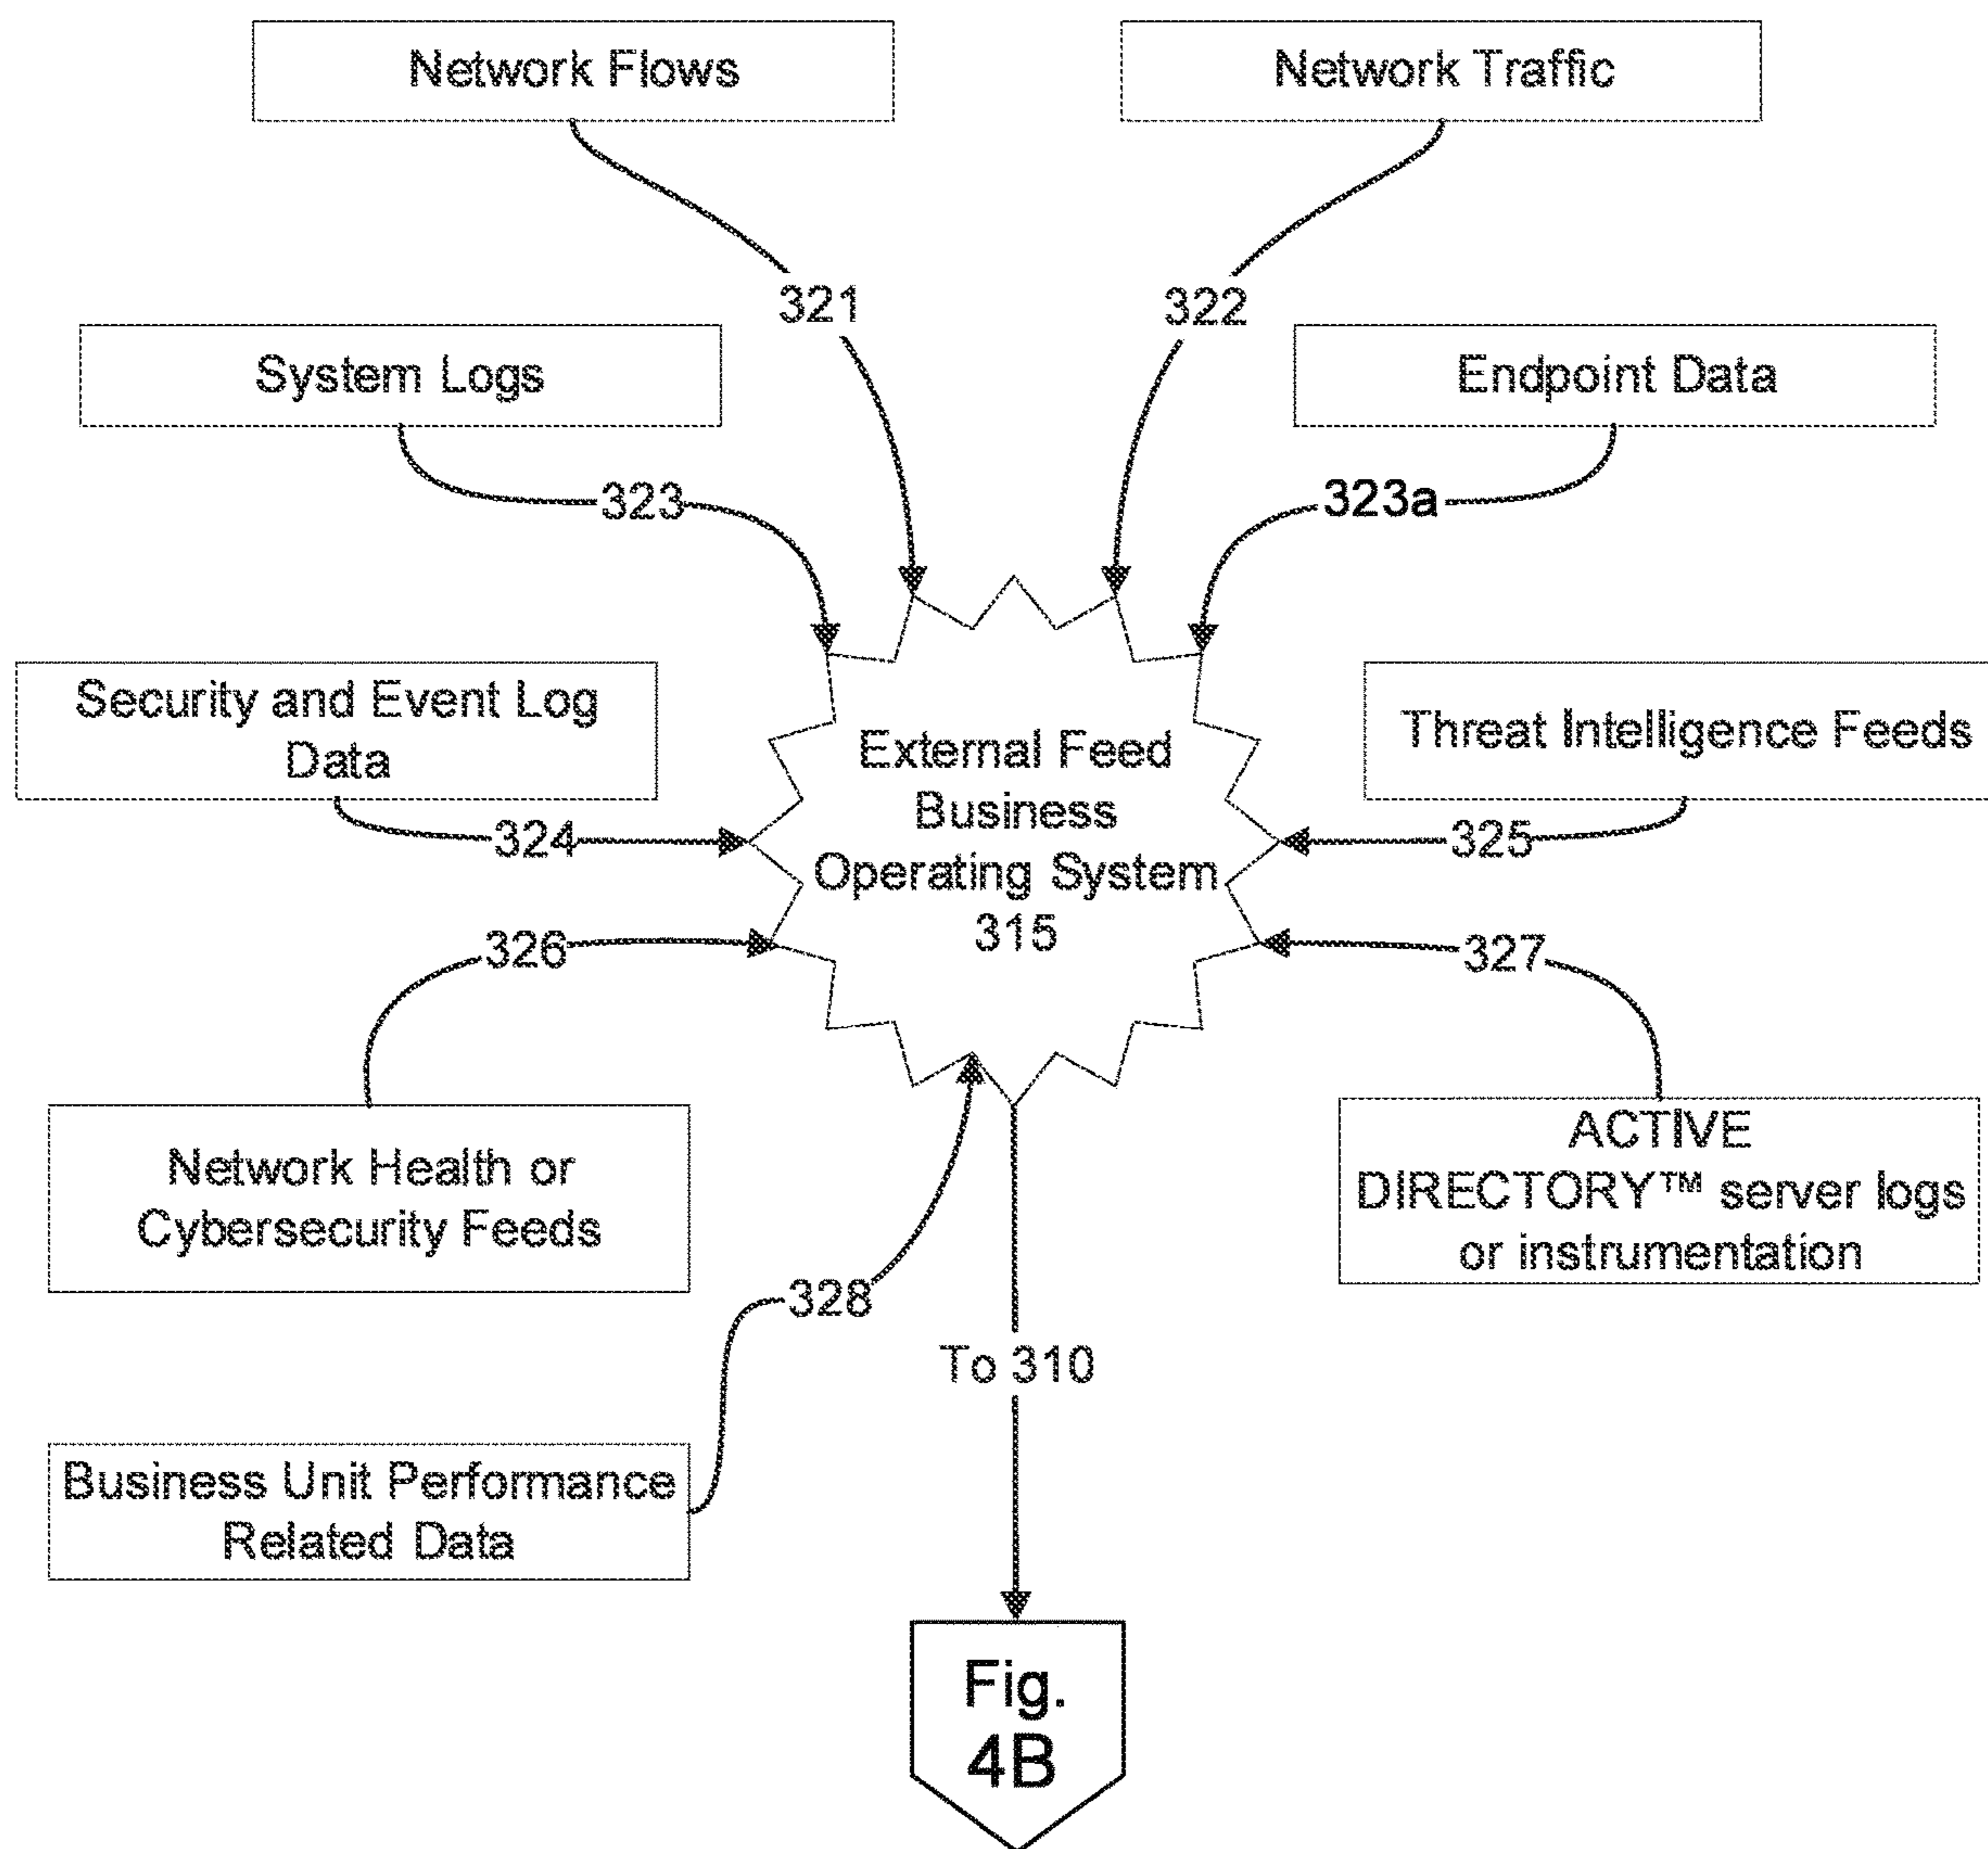 Network Flows
Network Traffic
321
322
System Logs
Endpoint Data
323
323a
Security and Event Log
Data
External Feed
Business
Operating System
315
Threat Intelligence Feeds
324
325
326
327
Network Health or
Cybersecurity Feeds
ACTIVE
DIRECTORY™ server logs
or instrumentation
328
To 310
Business Unit Performance
Related Data
Fig.
4B